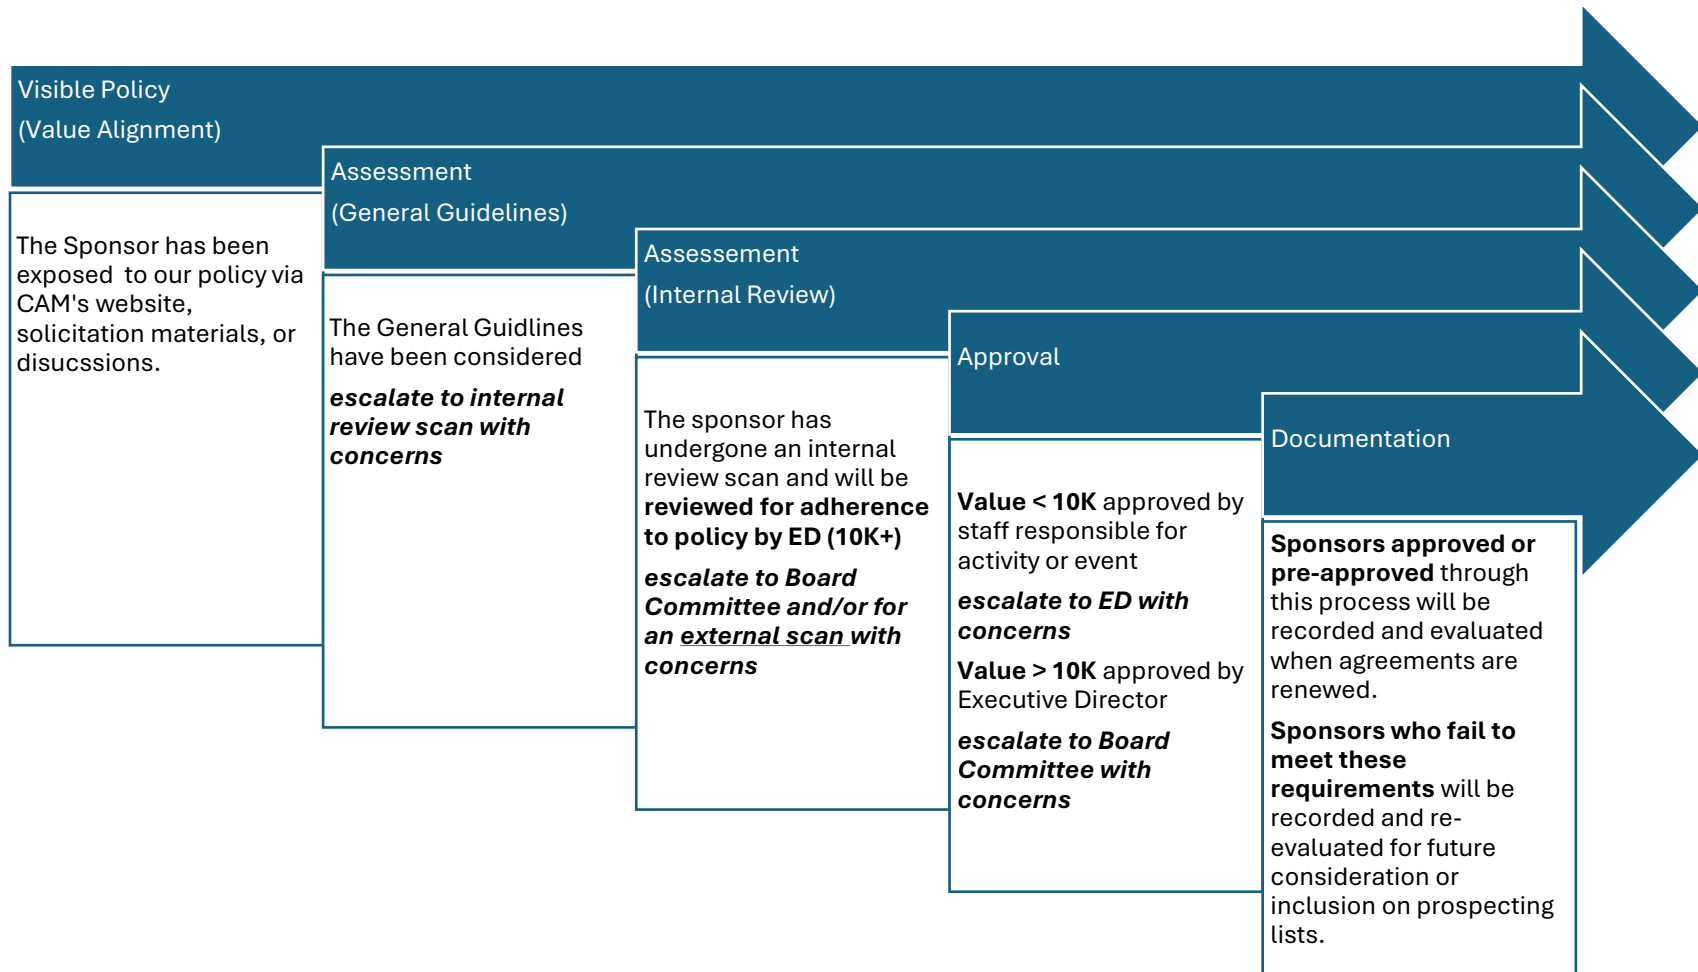 Visible Policy
(Value Alignment)
The Sponsor has been
exposed  to our policy via
CAM's website,
solicitation materials, or
disucssions.
Assessment
(General Guidelines)
The General Guidlines
have been considered
escalate to internal
review scan with
concerns
Assessement
(Internal Review)
The sponsor has
undergone an internal
review scan and will be
reviewed for adherence
to policy by ED (10K+)
escalate to Board
Committee and/or for
an external scan with
concerns
Approval
Value < 10K approved by
staff responsible for
activity or event
escalate to ED with
concerns
Value > 10K approved by
Executive Director
escalate to Board
Committee with
concerns
Documentation
Sponsors approved or
pre-approved through
this process will be
recorded and evaluated
when agreements are
renewed.
Sponsors who fail to
meet these
requirements will be
recorded and re-
evaluated for future
consideration or
inclusion on prospecting
lists.